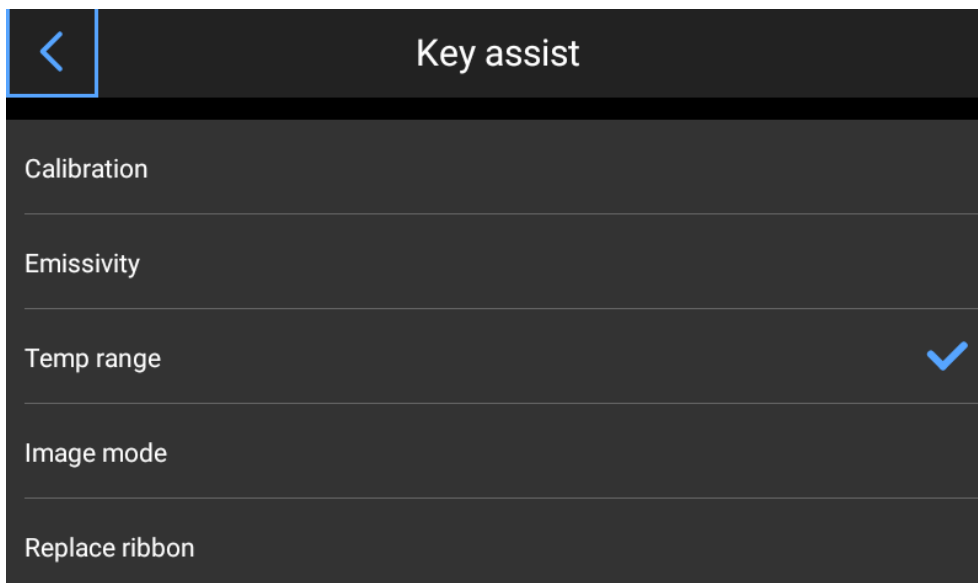 Key assist
Calibration
Emissivity
Temp range
Image mode
Replace ribbon